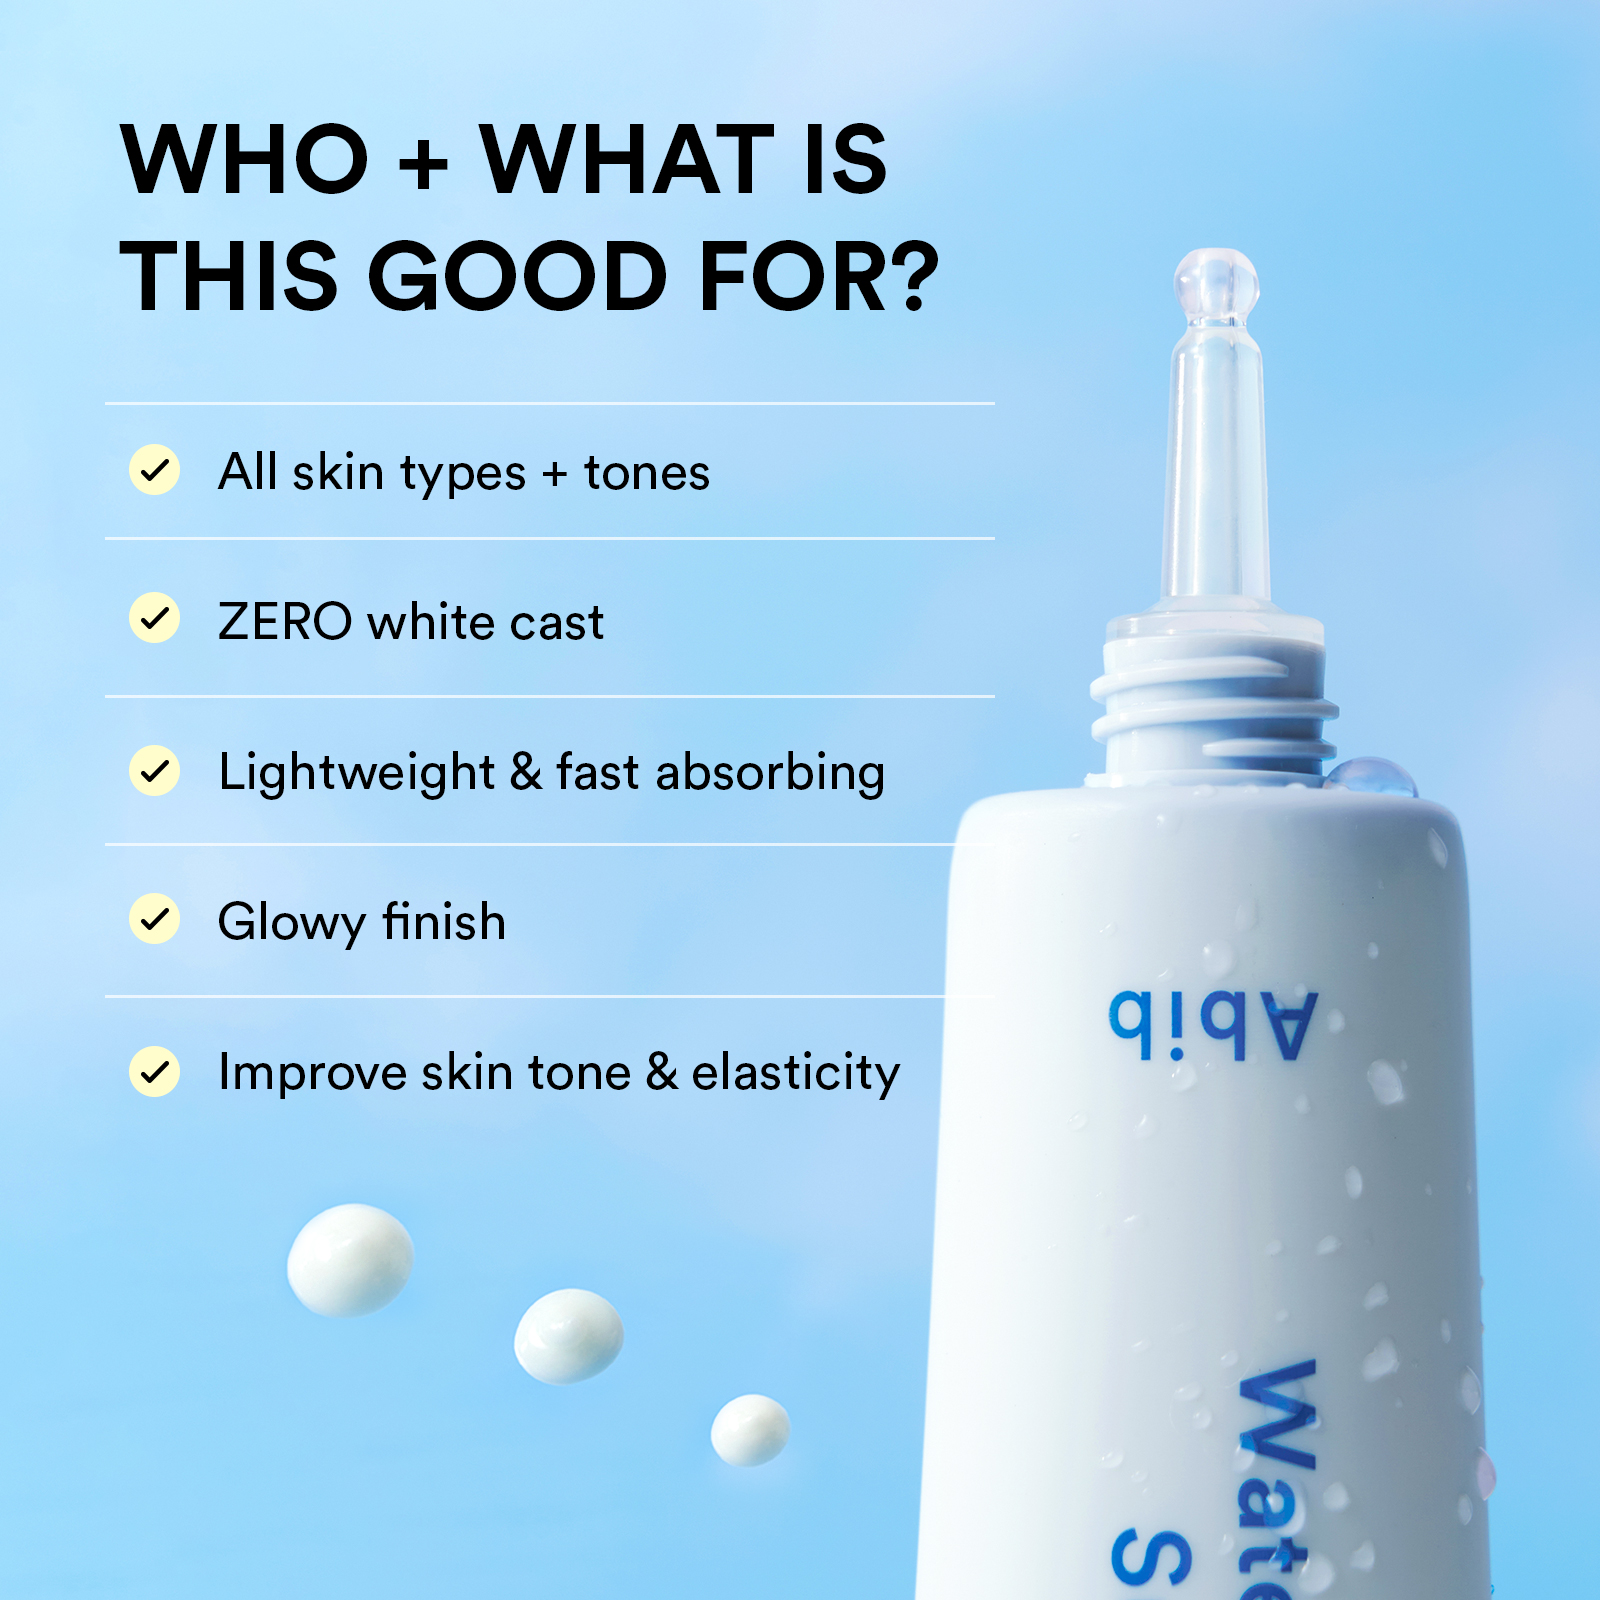 WHO + WHAT IS
THIS GOOD FOR?
All skin types + tones
ZERO white cast
Lightweight & fast absorbing
Glowy finish
Improve skin tone & elasticity
Abib